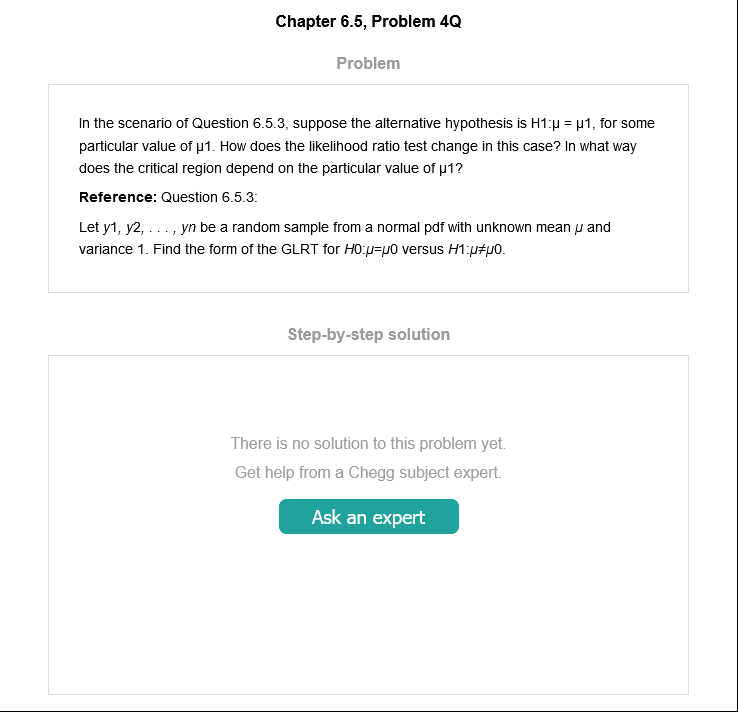 Chapter 6.5, Problem 4Q
Problem
In the scenario of Question 6.5.3, suppose the alternative hypothesis is H1:µ = µ1, for some
particular value of µ1. How does the likelihood ratio test change in this case? In what way
does the critical region depend on the particular value of µ1?
Reference: Question 6.5.3:
Let y1, y2, . . . , yn be a random sample from a normal pdf with unknown mean µ and
variance 1. Find the form of the GLRT for H0:µ=µ0 versus H1:µ≠µ0.
Step-by-step solution
There is no solution to this problem yet.
Get help from a Chegg subject expert.
Ask an expert